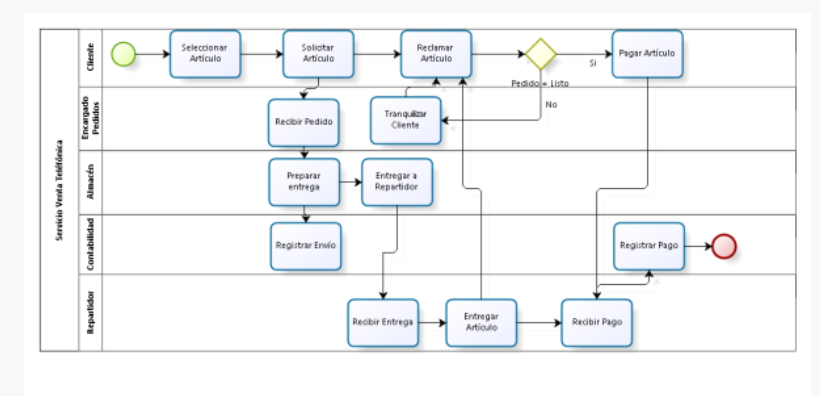 Servicio Venta Teléfónica
Cliente
Seleccionar
Artículo
Solicitar
Artículo
Reclamar
Artículo
Pedido = Listo
Si
No
Pagar Artículo
Encargado
Pedidos
Recibir Pedido
Tranquilizar
Cliente
Almacén
Preparar
entrega
Entregar a
Repartidor
Contabilidad
Registrar Envío
Registrar Pago
Repartidor
Recibir Entrega
Entregar
Artículo
Recibir Pago